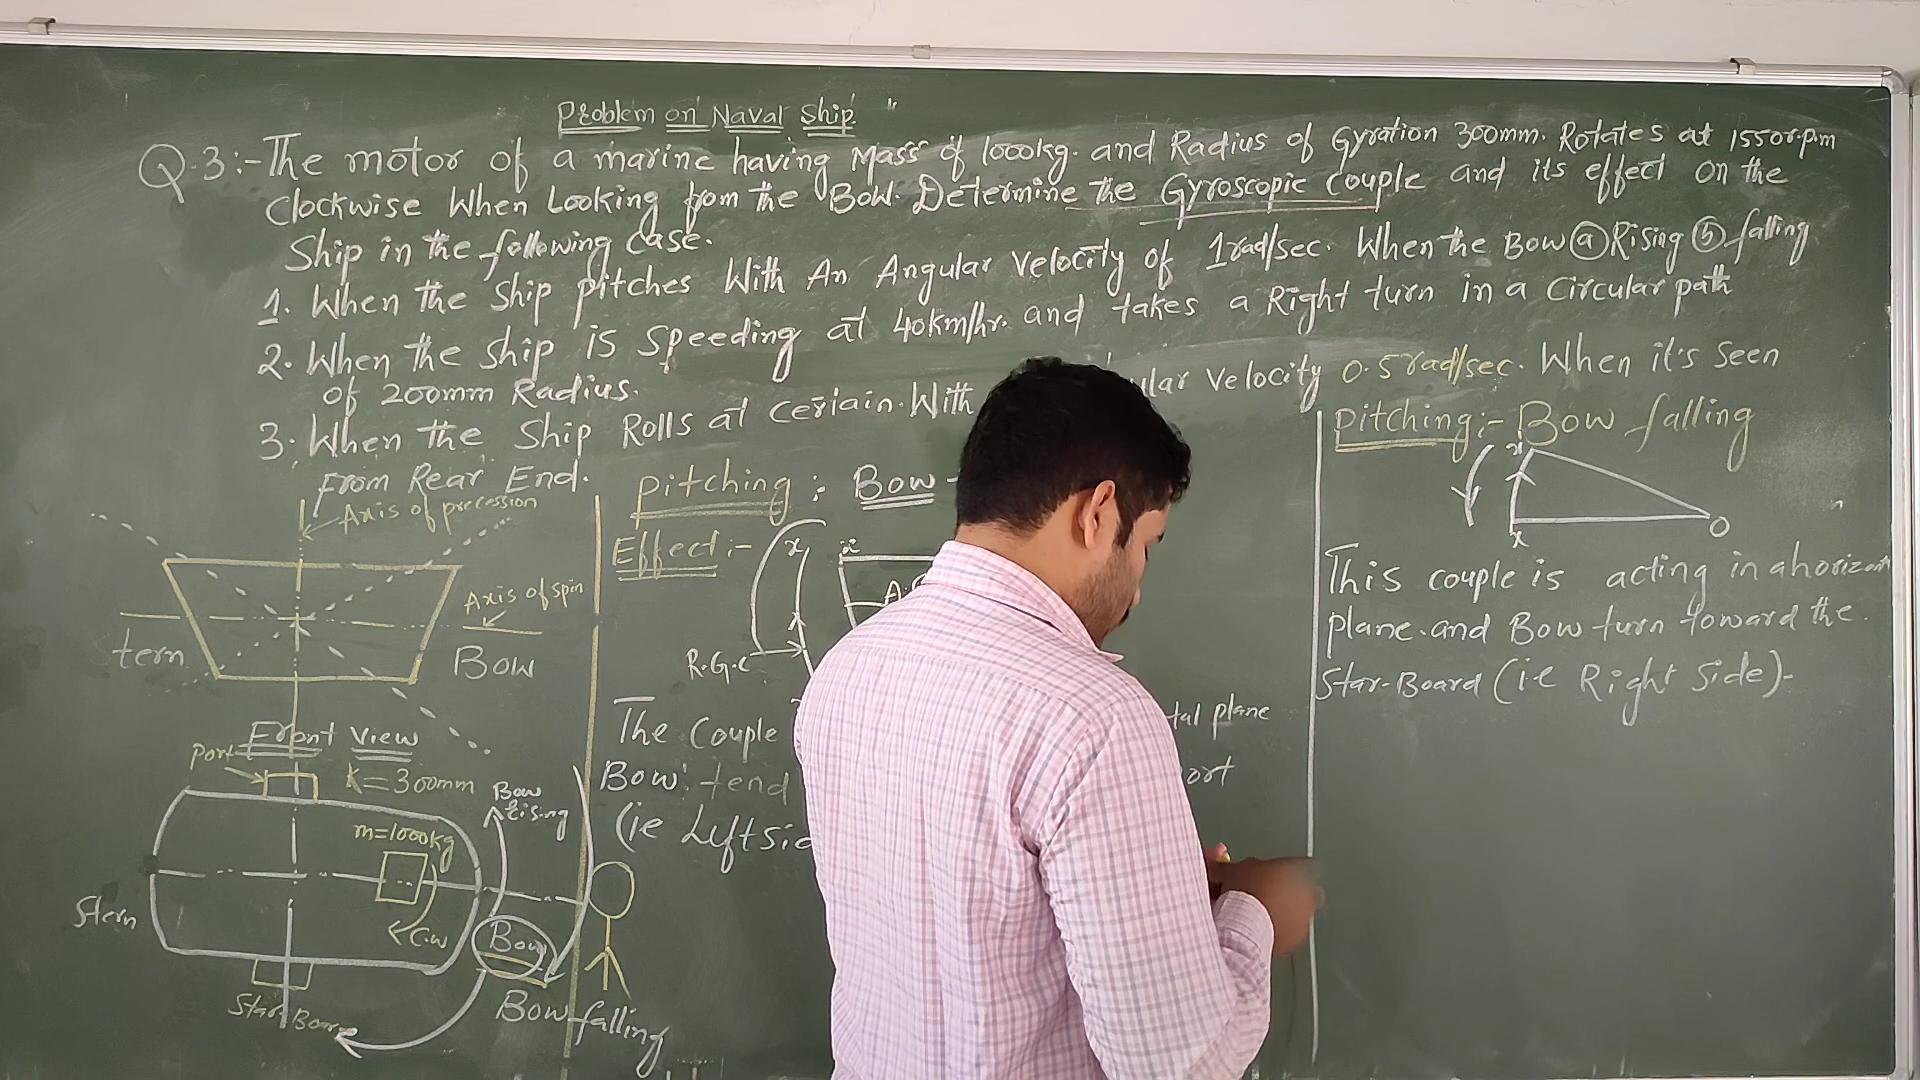 Problem on Naval Ship "
Q.3:- The motor of a marine having Mass of 1000kg. and Radius of Gyration 300mm. Rotates at 1550r.p.m
Clockwise When Looking from the Bow. Determine the Gyroscopic couple and its effect on the
Ship in the following case.
1. When the Ship pitches With An Angular Velocity of 1rad/sec. When the Bow (a) Rising (b) falling
2. When the Ship is Speeding at 40km/hr. and takes a Right turn in a Circular path
of 200mm Radius.
3. When the Ship Rolls at Certain With Velocity 0.5 rad/sec. When it's Seen
From Rear End.
Axis of precession
Axis of spin
tern
Bow
Front View
Port
K=300mm
m=1000kg
C.W
Stern
Star-Board
Bow
rising
Bow
Bow falling
Pitching: Bow
Effect:-
x'
x'
x
R.G.C
The Couple plane
Bow tend
(ie Left
Pitching:- Bow falling
x'
x
O
This couple is acting in a horizont
plane. and Bow turn toward the.
Star-Board (ie Right Side)-